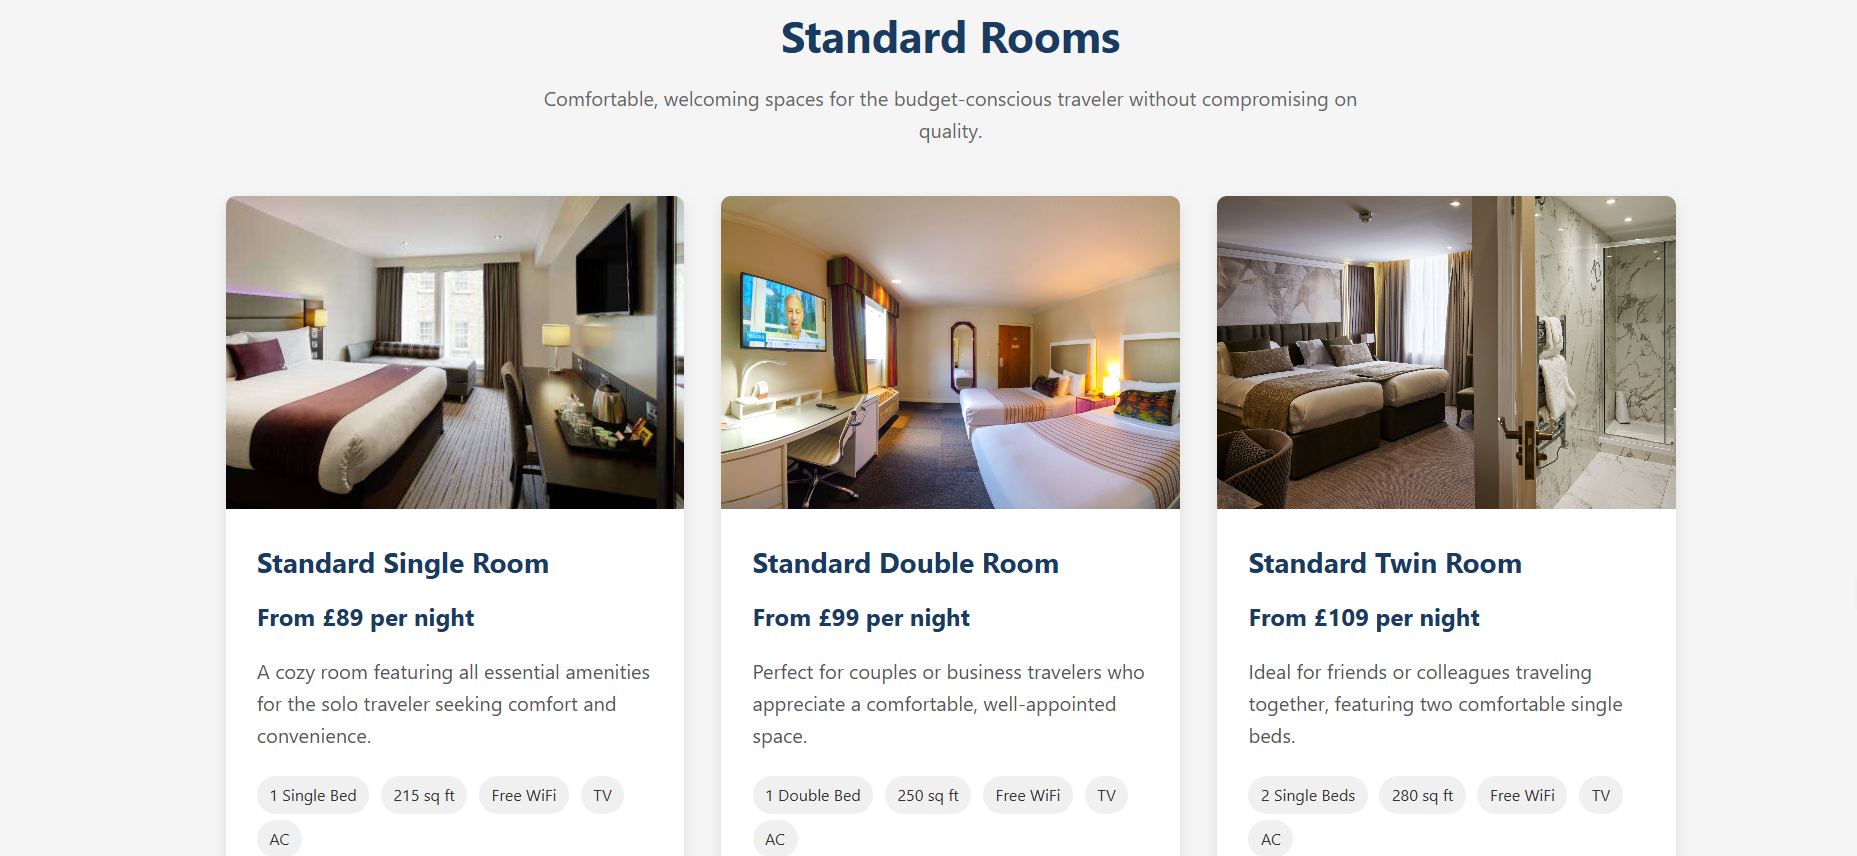 Standard Rooms
Comfortable, welcoming spaces for the budget-conscious traveler without compromising on
quality.
Standard Single Room
From £89 per night
A cozy room featuring all essential amenities
for the solo traveler seeking comfort and
convenience.
1 Single Bed
215 sq ft
Free WiFi
TV
AC
Standard Double Room
From £99 per night
Perfect for couples or business travelers who
appreciate a comfortable, well-appointed
space.
1 Double Bed
250 sq ft
Free WiFi
TV
AC
Standard Twin Room
From £109 per night
Ideal for friends or colleagues traveling
together, featuring two comfortable single
beds.
2 Single Beds
280 sq ft
Free WiFi
TV
AC